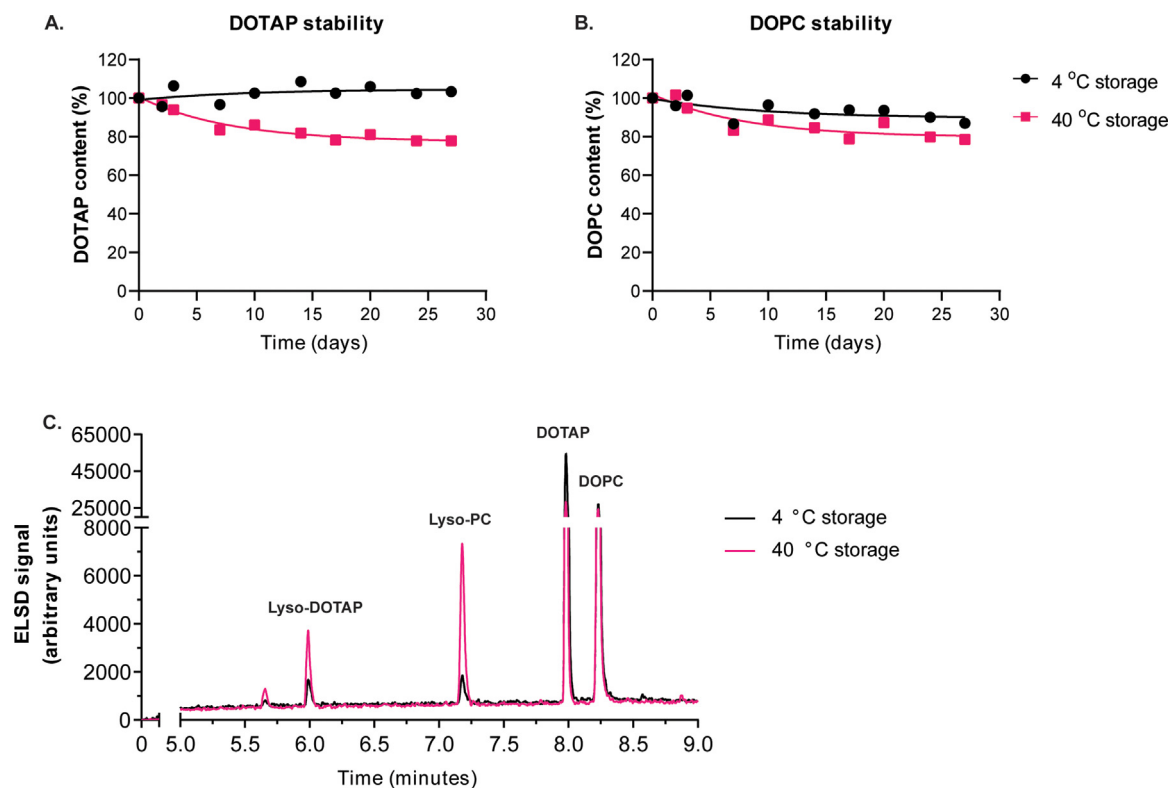 A.
DOTAP stability
DOTAP content (%)
120
100
80
60
40
20
0
0 5 10 15 20 25 30
Time (days)
B.
DOPC stability
DOPC content (%)
120
100
80
60
40
20
0
0 5 10 15 20 25 30
Time (days)
4 °C storage
40 °C storage
C.
ELSD signal
(arbitrary units)
65000
45000
25000
8000
6000
4000
2000
0
Lyso-DOTAP
Lyso-PC
DOTAP
DOPC
0 5.0 5.5 6.0 6.5 7.0 7.5 8.0 8.5 9.0
Time (minutes)
4 °C storage
40 °C storage